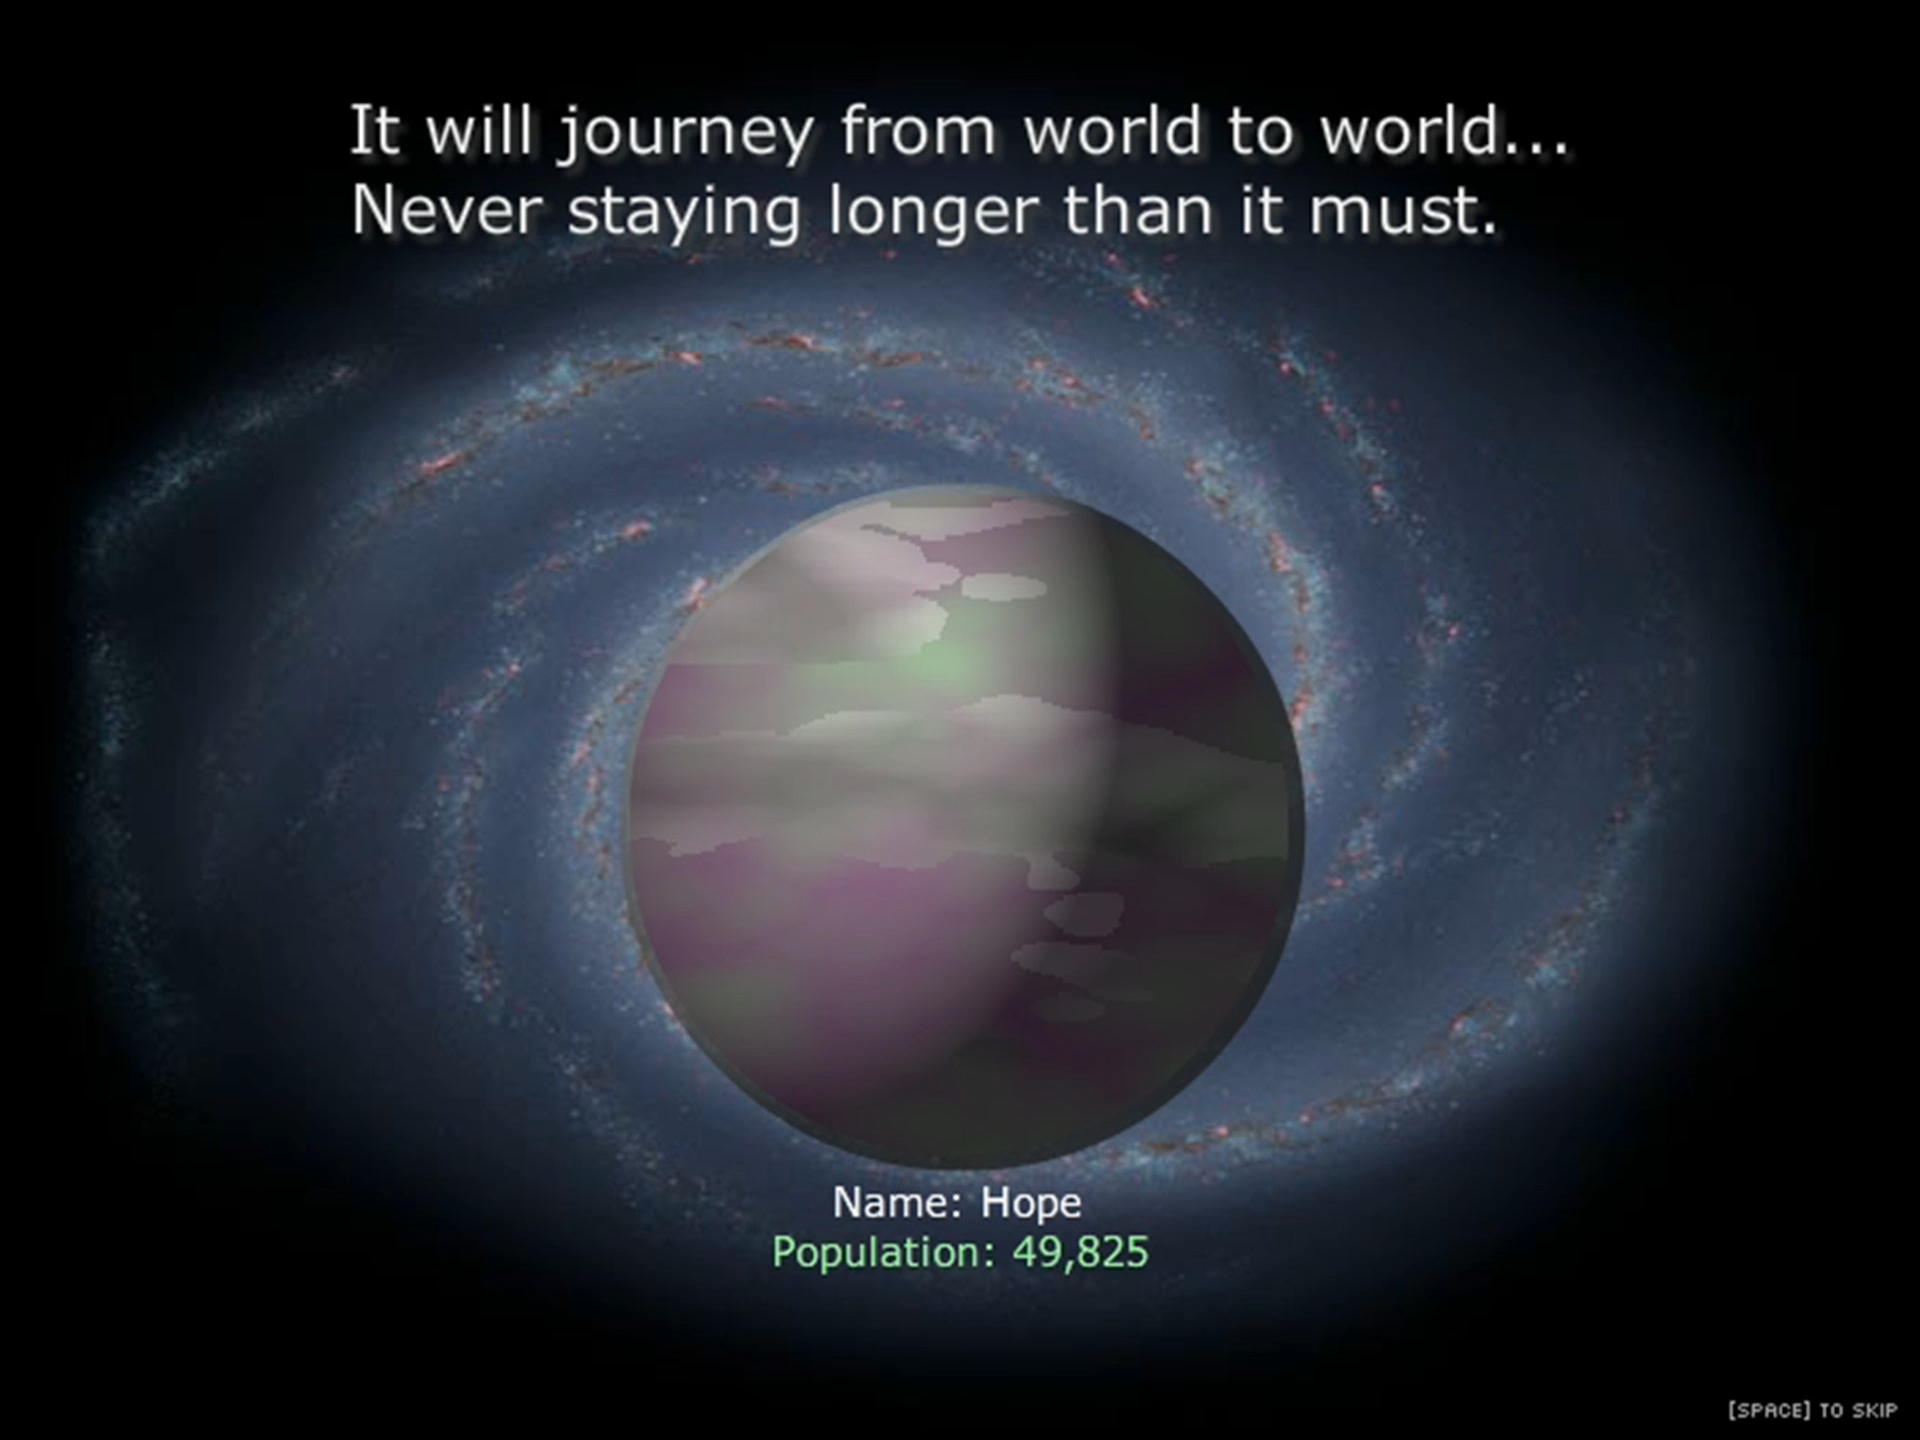 It will journey from world to world...
Never staying longer than it must.
Name: Hope
Population: 49,825
[SPACE] TO SKIP